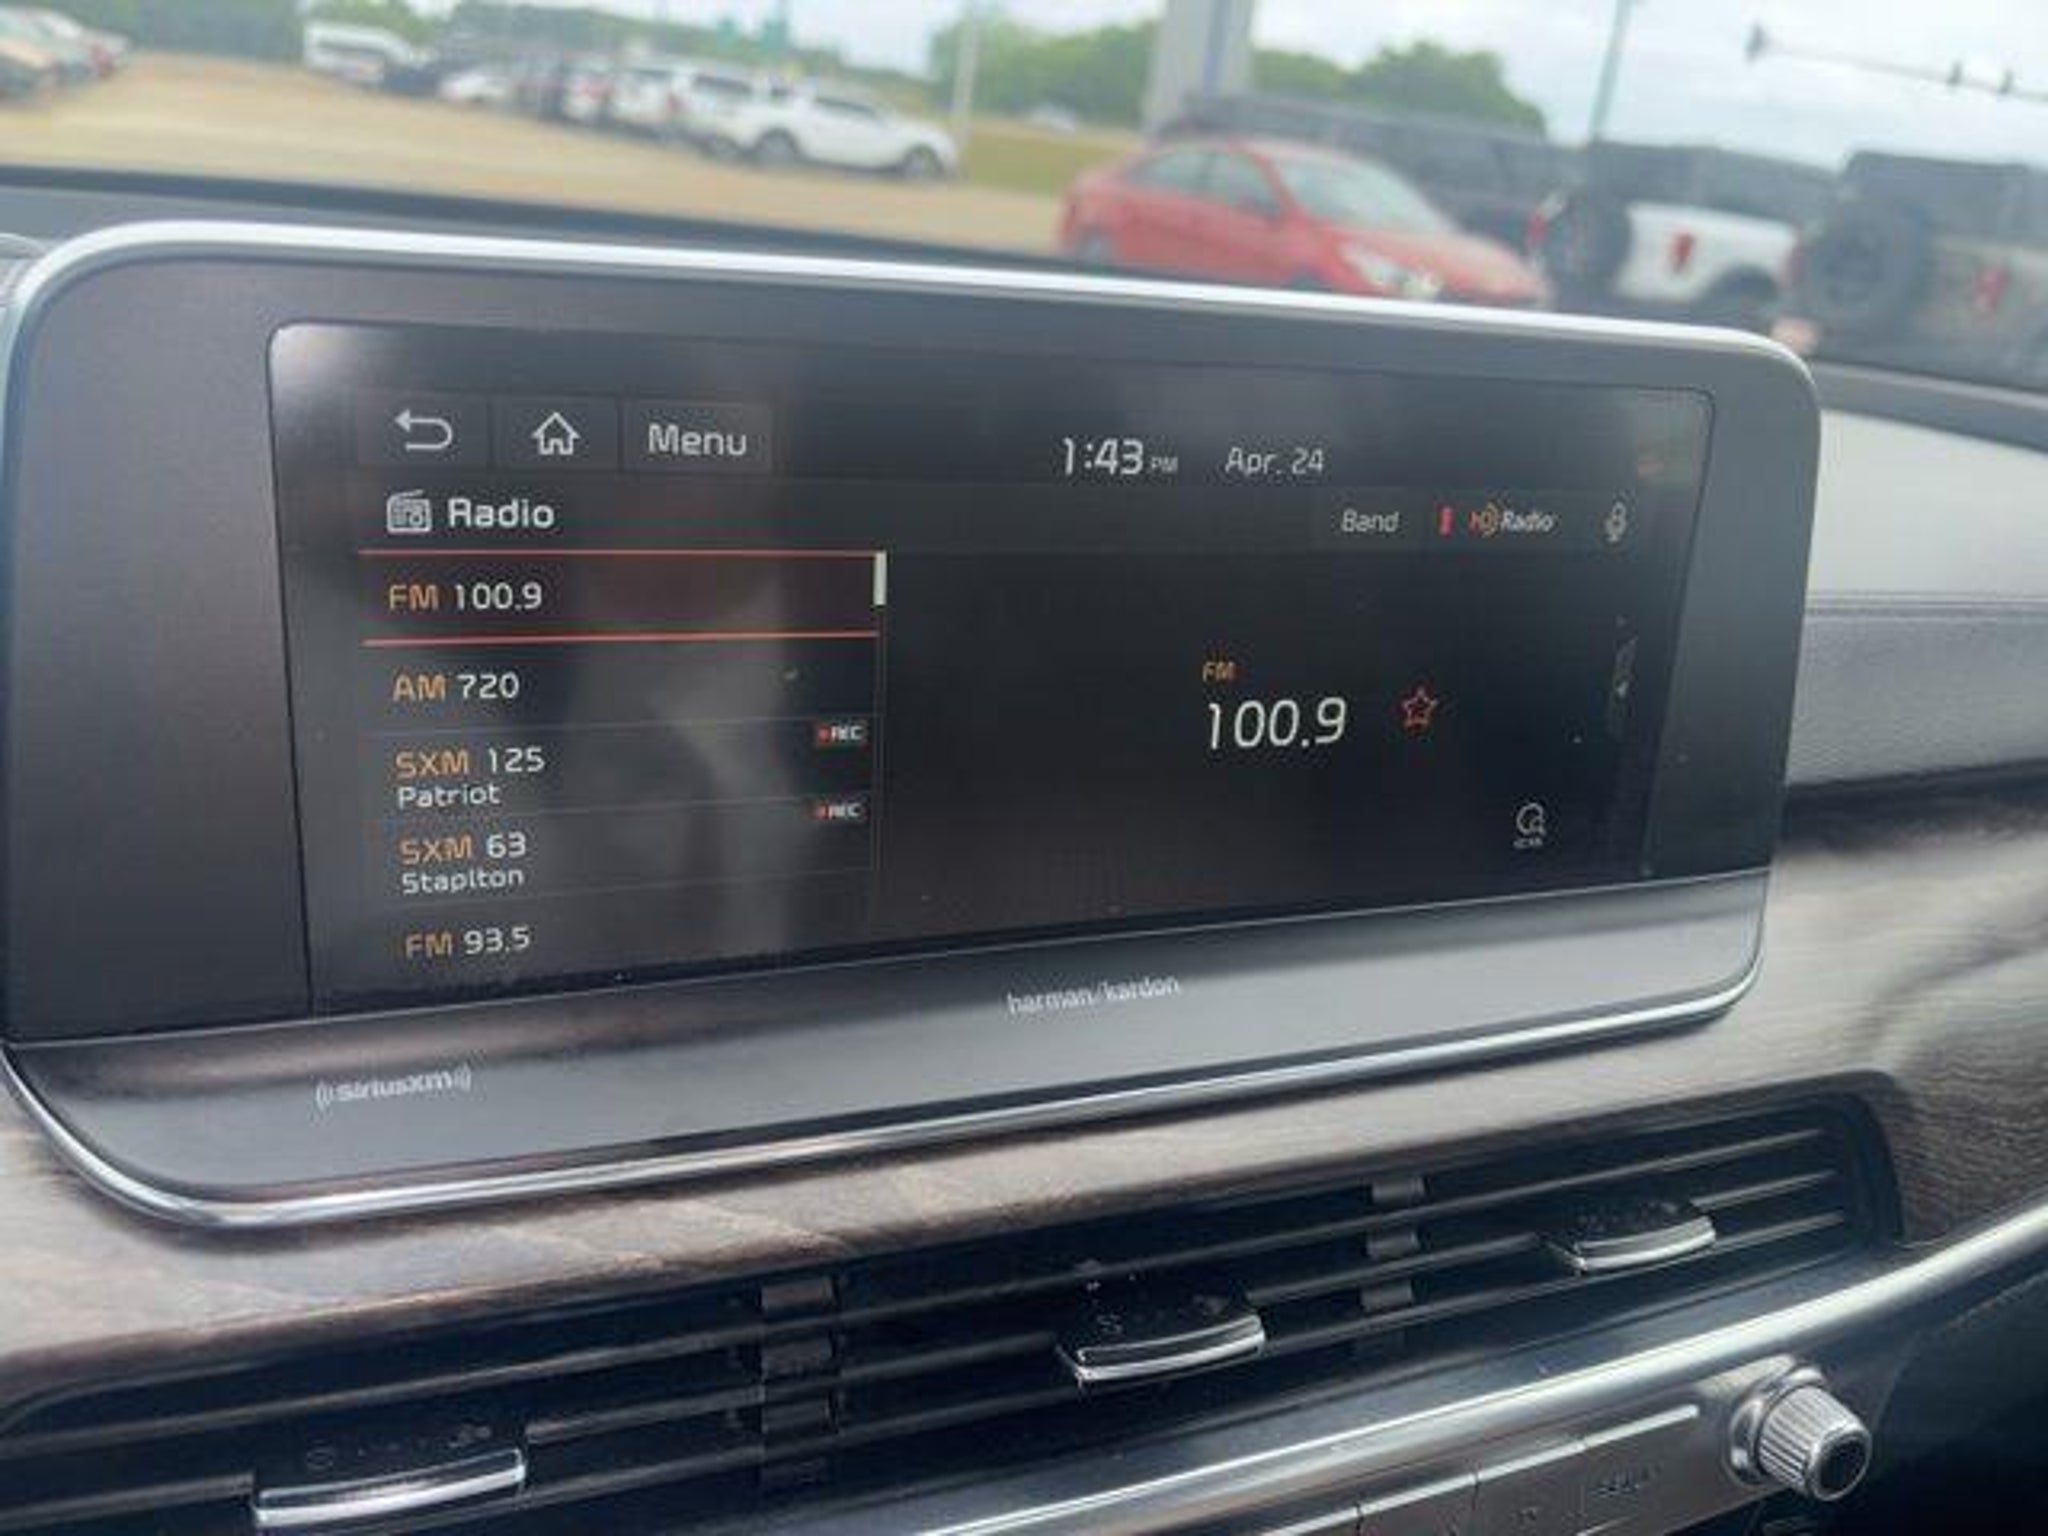 Menu
1:43 PM Apr. 24
Radio
Band HD Radio
FM 100.9
AM 720
REC
SXM 125
Patriot
REC
SXM 63
Staplton
FM 93.5
FM
100.9
harman/kardon
((SiriusXM))